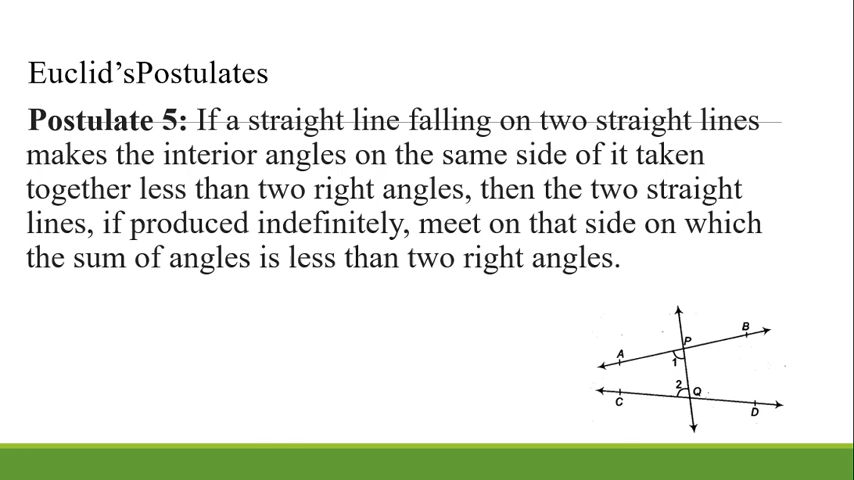 Euclid'sPostulates
Postulate 5: If a straight line falling on two straight lines
makes the interior angles on the same side of it taken
together less than two right angles, then the two straight
lines, if produced indefinitely, meet on that side on which
the sum of angles is less than two right angles.
B
P
A
1
2
Q
C
D